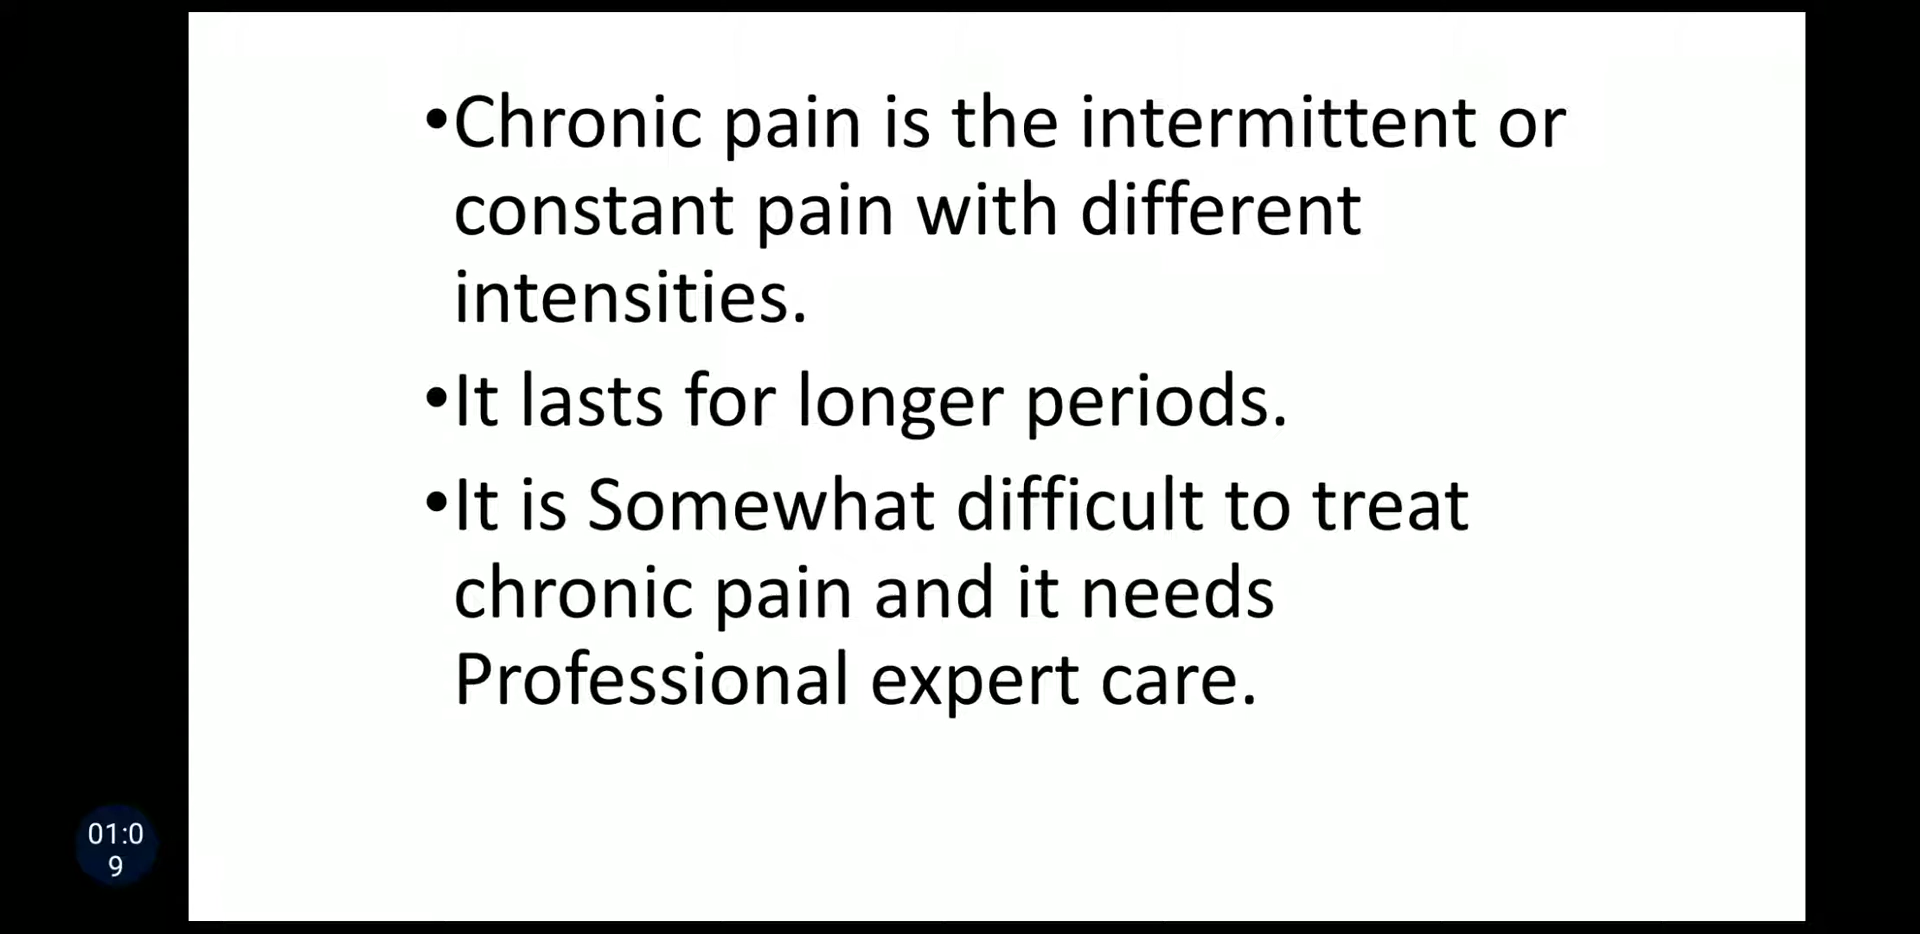 •Chronic pain is the intermittent or
constant pain with different
intensities.
•It lasts for longer periods.
•It is Somewhat difficult to treat
chronic pain and it needs
Professional expert care.
01:0
9